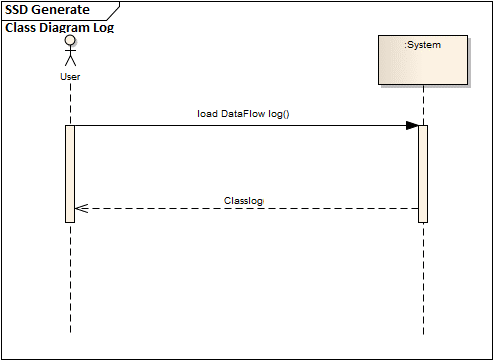 SSD Generate
Class Diagram Log
User
:System
load DataFlow log()
Classlog